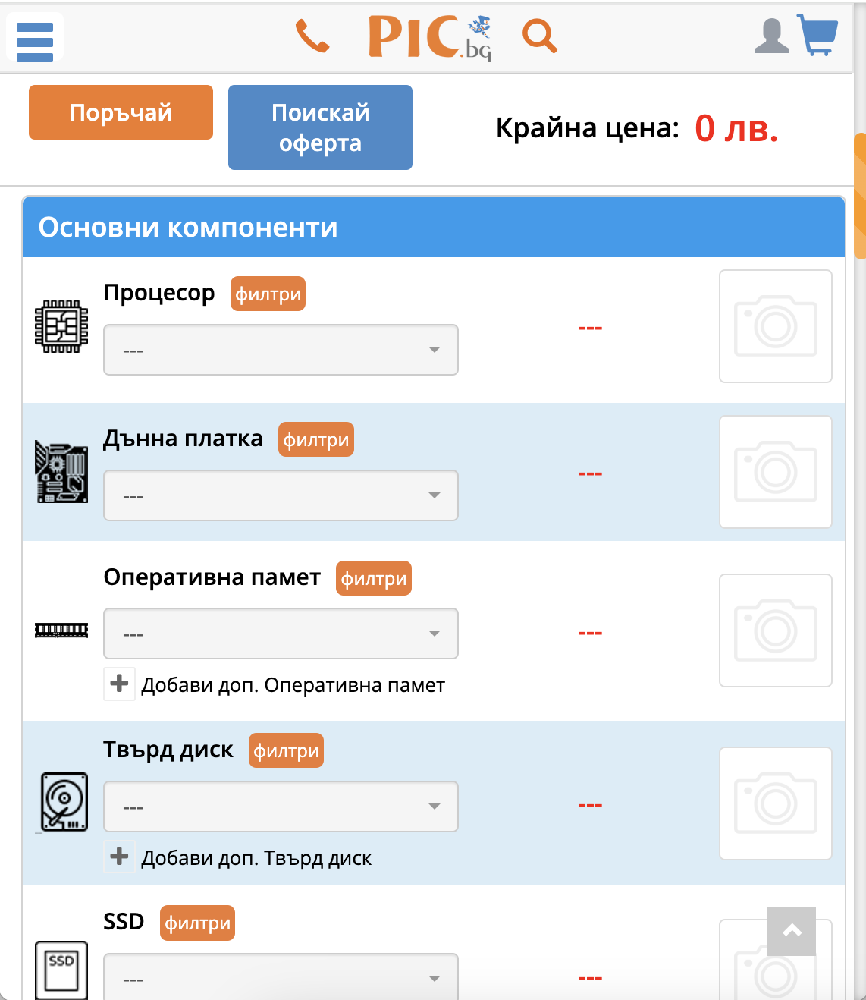 PIC.bg
Поръчай
Поискай
оферта
Крайна цена: 0 лв.
Основни компоненти
Процесор филтри
---
---
Дънна платка филтри
---
---
Оперативна памет филтри
---
---
Добави доп. Оперативна памет
Твърд диск филтри
---
---
Добави доп. Твърд диск
SSD филтри
SSD
---
---